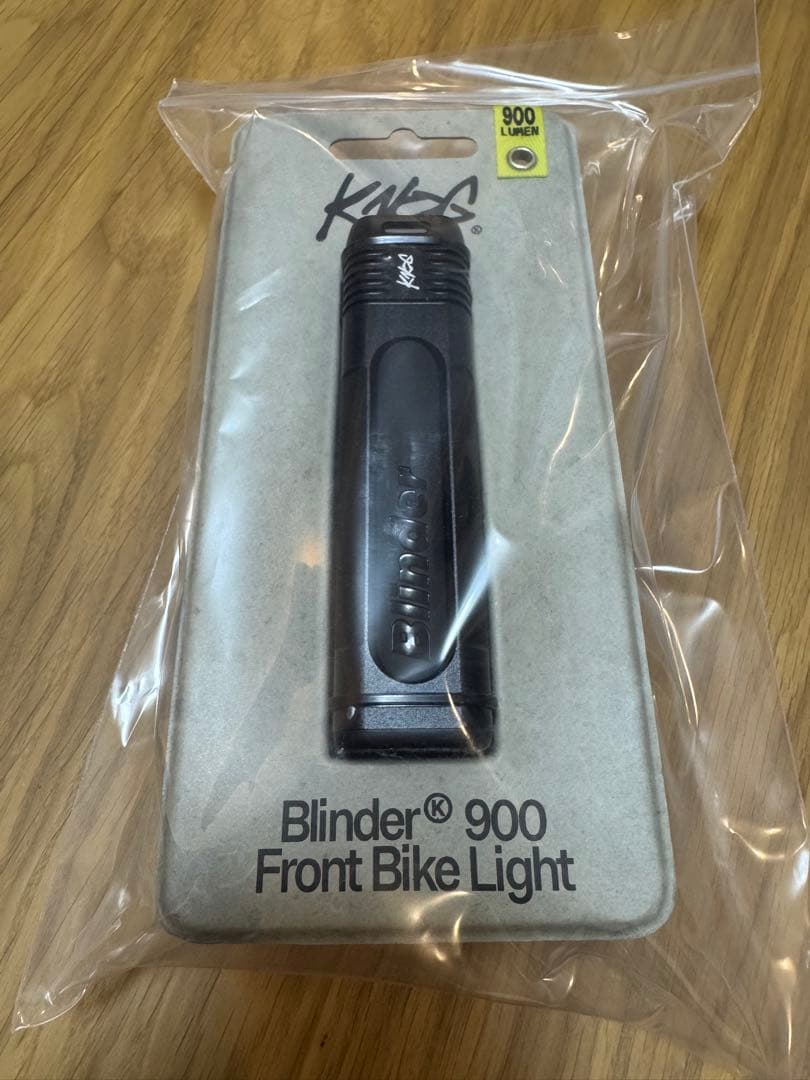 900
LUMEN
KNOG®
KNOG
Blinder
Blinder® 900
Front Bike Light